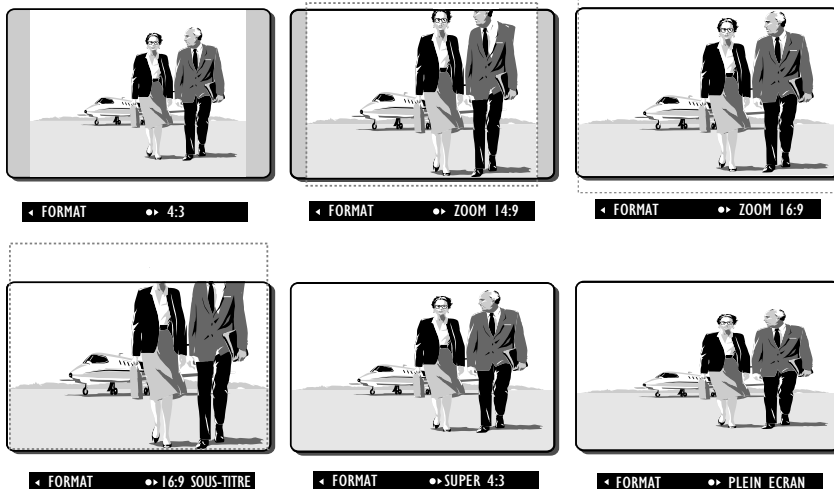 ◂ FORMAT ●▸ 4:3
◂ FORMAT ●▸ ZOOM 14:9
◂ FORMAT ●▸ ZOOM 16:9
◂ FORMAT ●▸ 16:9 SOUS-TITRE
◂ FORMAT ●▸ SUPER 4:3
◂ FORMAT ●▸ PLEIN ECRAN